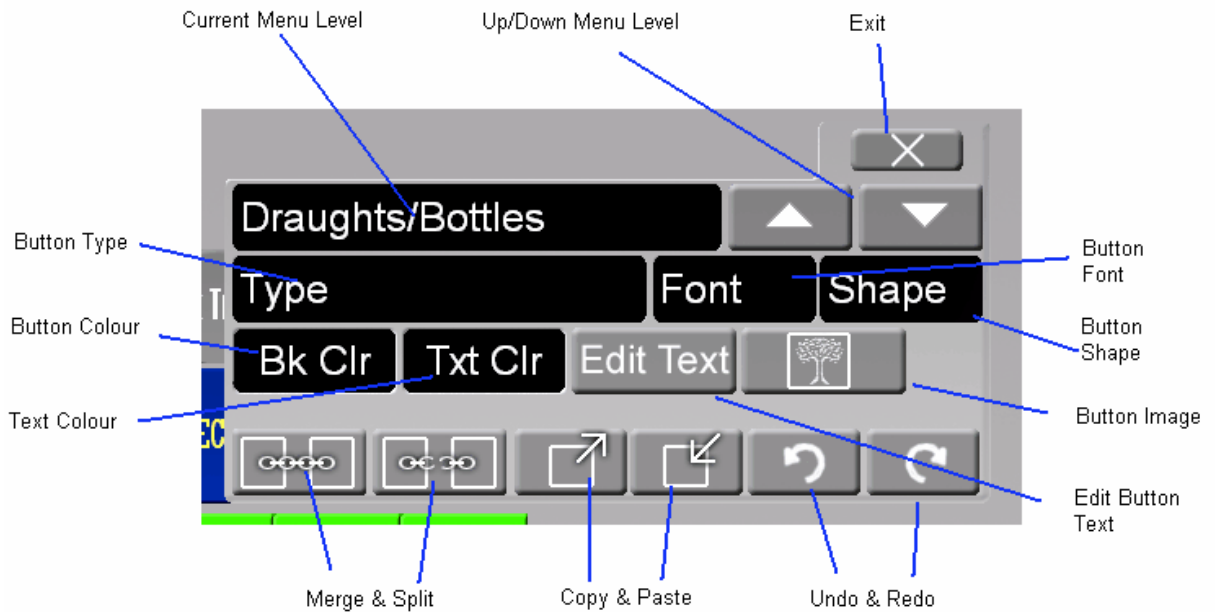 Current Menu Level
Up/Down Menu Level
Exit
Draughts/Bottles
Button Type
Type
Font
Shape
Button
Font
Button Colour
Bk Clr
Txt Clr
Edit Text
Button
Shape
Text Colour
Button Image
EC
Edit Button
Text
Merge & Split
Copy & Paste
Undo & Redo